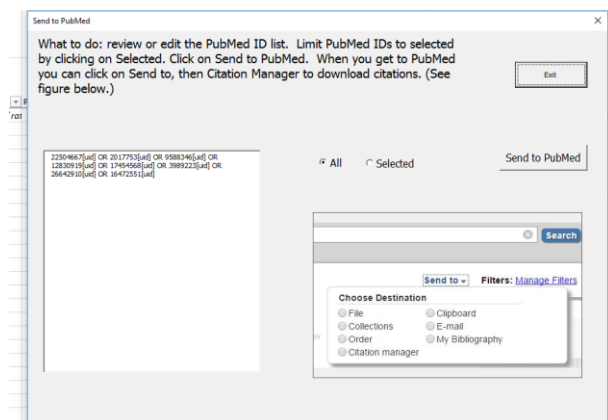 Send to PubMed
What to do: review or edit the PubMed ID list. Limit PubMed IDs to selected
by clicking on Selected. Click on Send to PubMed. When you get to PubMed
you can click on Send to, then Citation Manager to download citations. (See
figure below.)
Exit
rat
22504667[uid] OR 2017753[uid] OR 9588346[uid] OR
12830919[uid] OR 17454568[uid] OR 3989223[uid] OR
26642910[uid] OR 16472551[uid]
All Selected
Send to PubMed
Search
Send to Filters: Manage Filters
Choose Destination
File Clipboard
Collections E-mail
Order My Bibliography
Citation manager